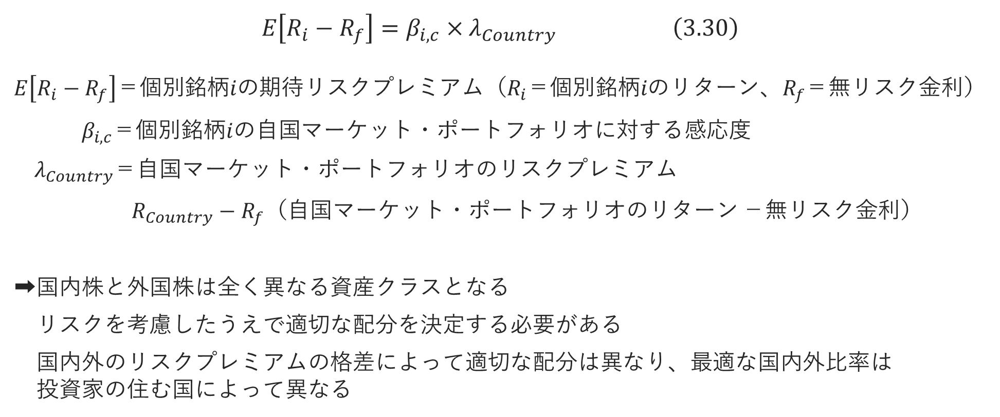 E[R_i − R_f] = β_{i,c} × λ_{Country} (3.30)
E[R_i − R_f] = 個別銘柄iの期待リスクプレミアム（R_i = 個別銘柄iのリターン、R_f = 無リスク金利）
β_{i,c} = 個別銘柄iの自国マーケット・ポートフォリオに対する感応度
λ_{Country} = 自国マーケット・ポートフォリオのリスクプレミアム
R_{Country} − R_f（自国マーケット・ポートフォリオのリターン − 無リスク金利）
➡国内株と外国株は全く異なる資産クラスとなる
リスクを考慮したうえで適切な配分を決定する必要がある
国内外のリスクプレミアムの格差によって適切な配分は異なり、最適な国内外比率は
投資家の住む国によって異なる